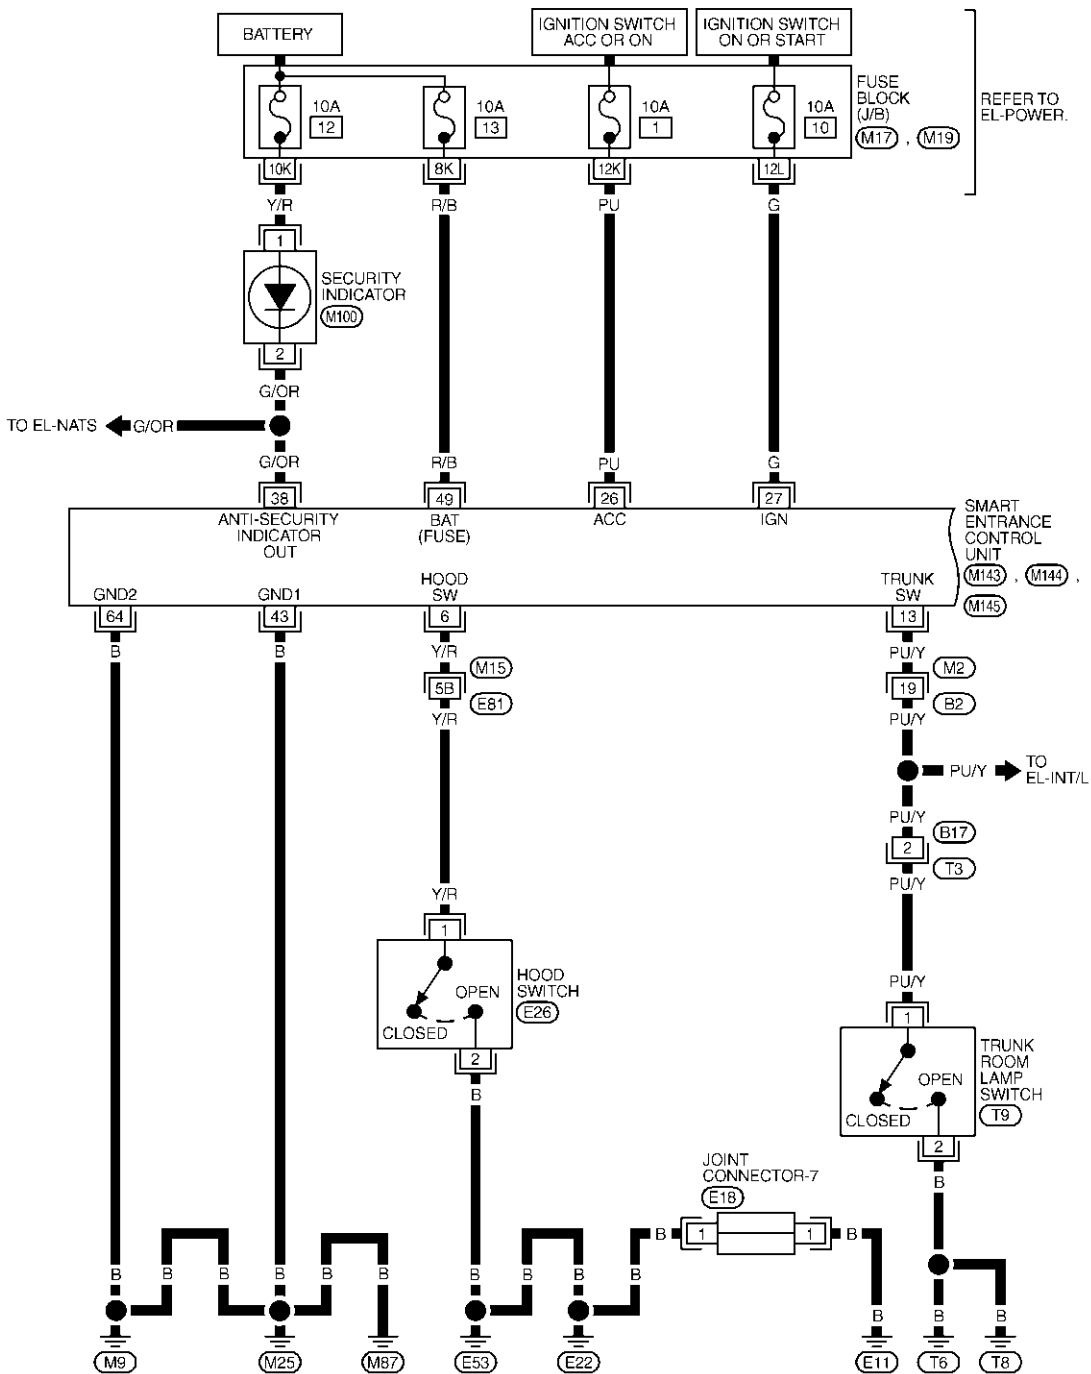 BATTERY
IGNITION SWITCH
ACC OR ON
IGNITION SWITCH
ON OR START
10A
12
10A
13
10A
1
10A
10
FUSE
BLOCK
(J/B)
M17 , M19
REFER TO
EL-POWER.
10K
8K
12K
12L
Y/R
R/B
PU
G
1
SECURITY
INDICATOR
M100
2
G/OR
TO EL-NATS
G/OR
G/OR
R/B
PU
G
38
49
26
27
ANTI-SECURITY
INDICATOR
OUT
BAT
(FUSE)
ACC
IGN
SMART
ENTRANCE
CONTROL
UNIT
M143 , M144 ,
M145
GND2
GND1
HOOD
SW
TRUNK
SW
64
43
6
13
B
B
Y/R
PU/Y
M15
5B
E81
M2
19
B2
Y/R
PU/Y
PU/Y
TO
EL-INT/L
PU/Y
B17
2
T3
Y/R
PU/Y
1
HOOD
SWITCH
E26
OPEN
CLOSED
2
B
PU/Y
1
TRUNK
ROOM
LAMP
SWITCH
T9
OPEN
CLOSED
2
B
JOINT
CONNECTOR-7
E18
B
1
1
B
B
B
B
B
B
B
B
B
B
B
B
B
B
M9
M25
M87
E53
E22
E11
T6
T8